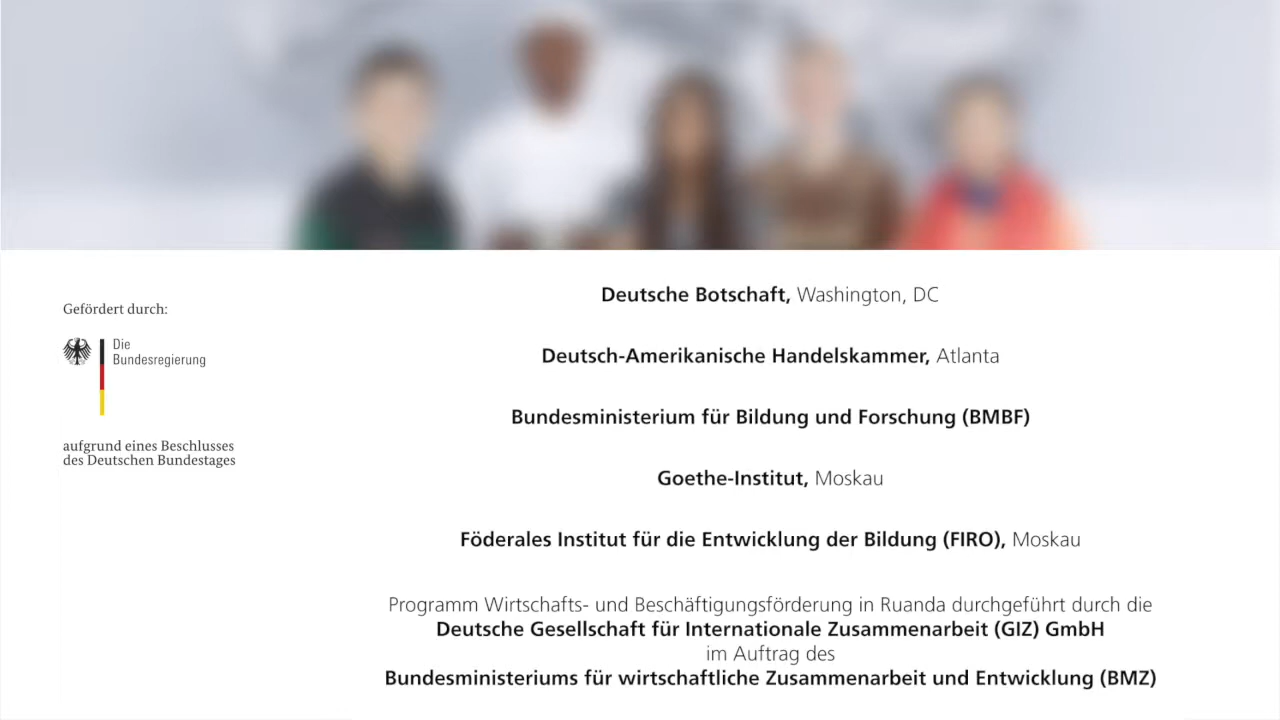 Gefördert durch:
Die
Bundesregierung
aufgrund eines Beschlusses
des Deutschen Bundestages
Deutsche Botschaft, Washington, DC
Deutsch-Amerikanische Handelskammer, Atlanta
Bundesministerium für Bildung und Forschung (BMBF)
Goethe-Institut, Moskau
Föderales Institut für die Entwicklung der Bildung (FIRO), Moskau
Programm Wirtschafts- und Beschäftigungsförderung in Ruanda durchgeführt durch die
Deutsche Gesellschaft für Internationale Zusammenarbeit (GIZ) GmbH
im Auftrag des
Bundesministeriums für wirtschaftliche Zusammenarbeit und Entwicklung (BMZ)